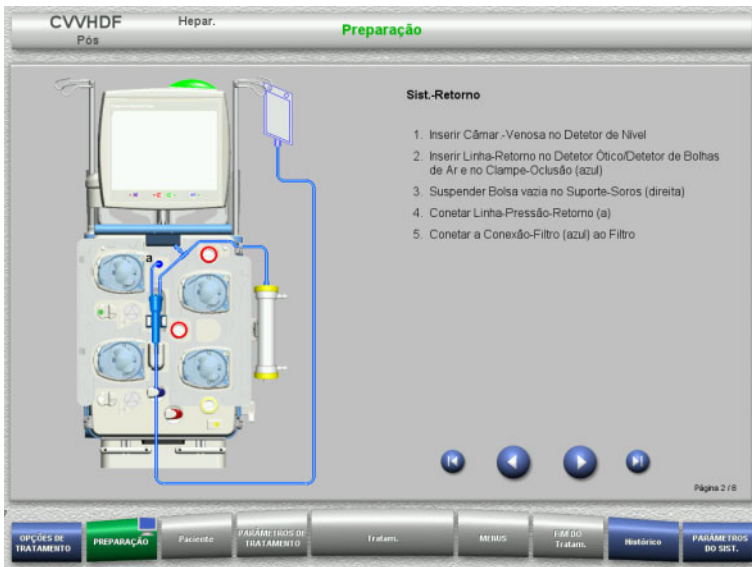 CVVHDF
Hepar.
Pós
Preparação
Sist.-Retorno
1. Inserir Câmar.-Venosa no Detetor de Nível
2. Inserir Linha-Retorno no Detetor Ótico/Detetor de Bolhas
de Ar e no Clampe-Oclusão (azul)
3. Suspender Bolsa vazia no Suporte-Soros (direita)
4. Conetar Linha-Pressão-Retorno (a)
5. Conetar a Conexão-Filtro (azul) ao Filtro
a
Página 2 / 8
OPÇÕES DE
TRATAMENTO
PREPARAÇÃO
Paciente
PARÂMETROS DE
TRATAMENTO
Tratam.
MENUS
FIM DO
Tratam.
Histórico
PARÂMETROS
DO SIST.